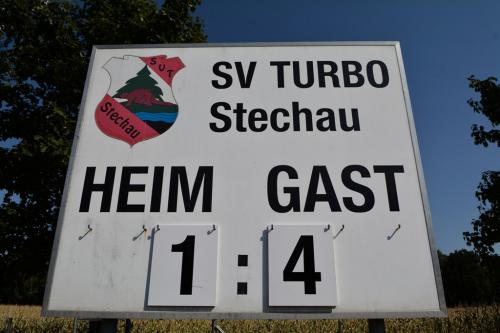 SVT
Stechau
SV TURBO
Stechau
HEIM GAST
1 : 4